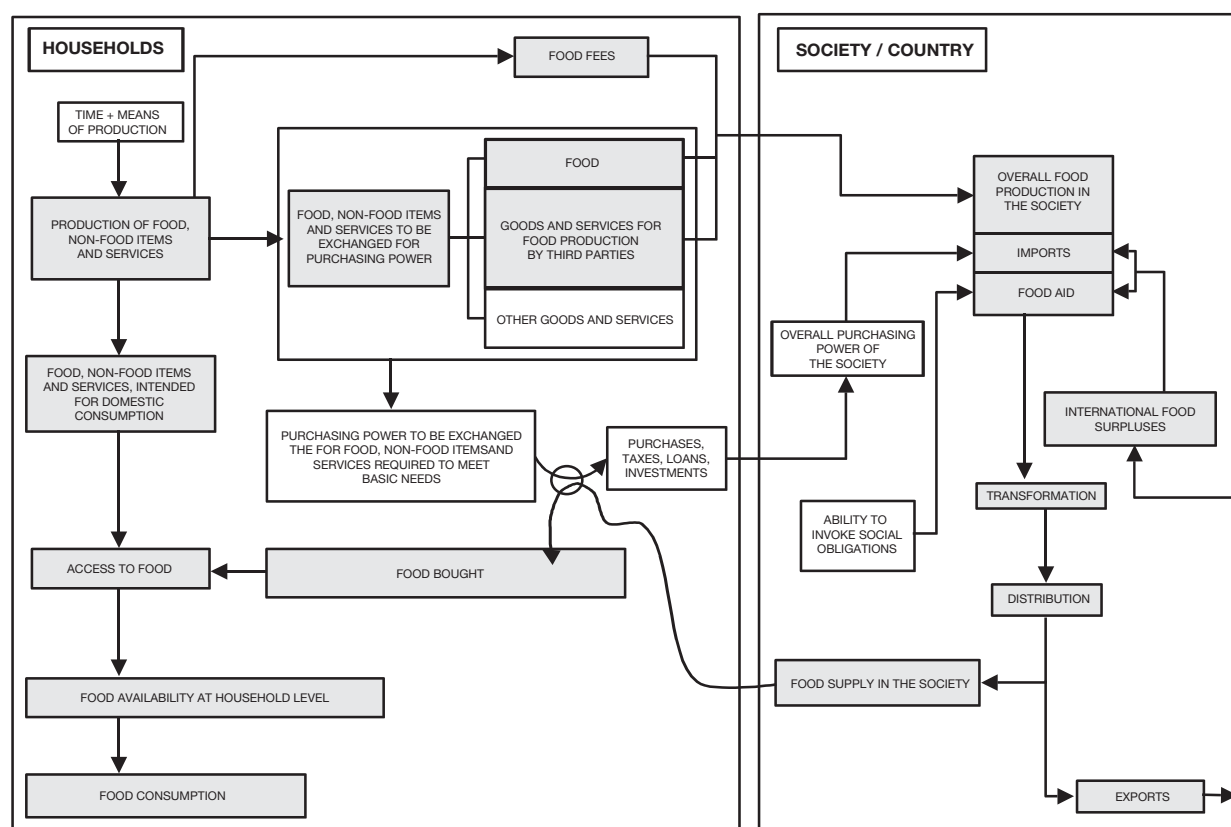 HOUSEHOLDS
FOOD FEES
TIME + MEANS
OF PRODUCTION
PRODUCTION OF FOOD,
NON-FOOD ITEMS
AND SERVICES
FOOD, NON-FOOD ITEMS
AND SERVICES TO BE
EXCHANGED FOR
PURCHASING POWER
FOOD
GOODS AND SERVICES FOR
FOOD PRODUCTION
BY THIRD PARTIES
OTHER GOODS AND SERVICES
FOOD, NON-FOOD ITEMS
AND SERVICES, INTENDED
FOR DOMESTIC
CONSUMPTION
PURCHASING POWER TO BE EXCHANGED
THE FOR FOOD, NON-FOOD ITEMSAND
SERVICES REQUIRED TO MEET
BASIC NEEDS
PURCHASES,
TAXES, LOANS,
INVESTMENTS
ACCESS TO FOOD
FOOD BOUGHT
FOOD AVAILABILITY AT HOUSEHOLD LEVEL
FOOD CONSUMPTION
SOCIETY / COUNTRY
OVERALL FOOD
PRODUCTION IN
THE SOCIETY
IMPORTS
FOOD AID
OVERALL PURCHASING
POWER OF
THE SOCIETY
INTERNATIONAL FOOD
SURPLUSES
TRANSFORMATION
ABILITY TO
INVOKE SOCIAL
OBLIGATIONS
DISTRIBUTION
FOOD SUPPLY IN THE SOCIETY
EXPORTS